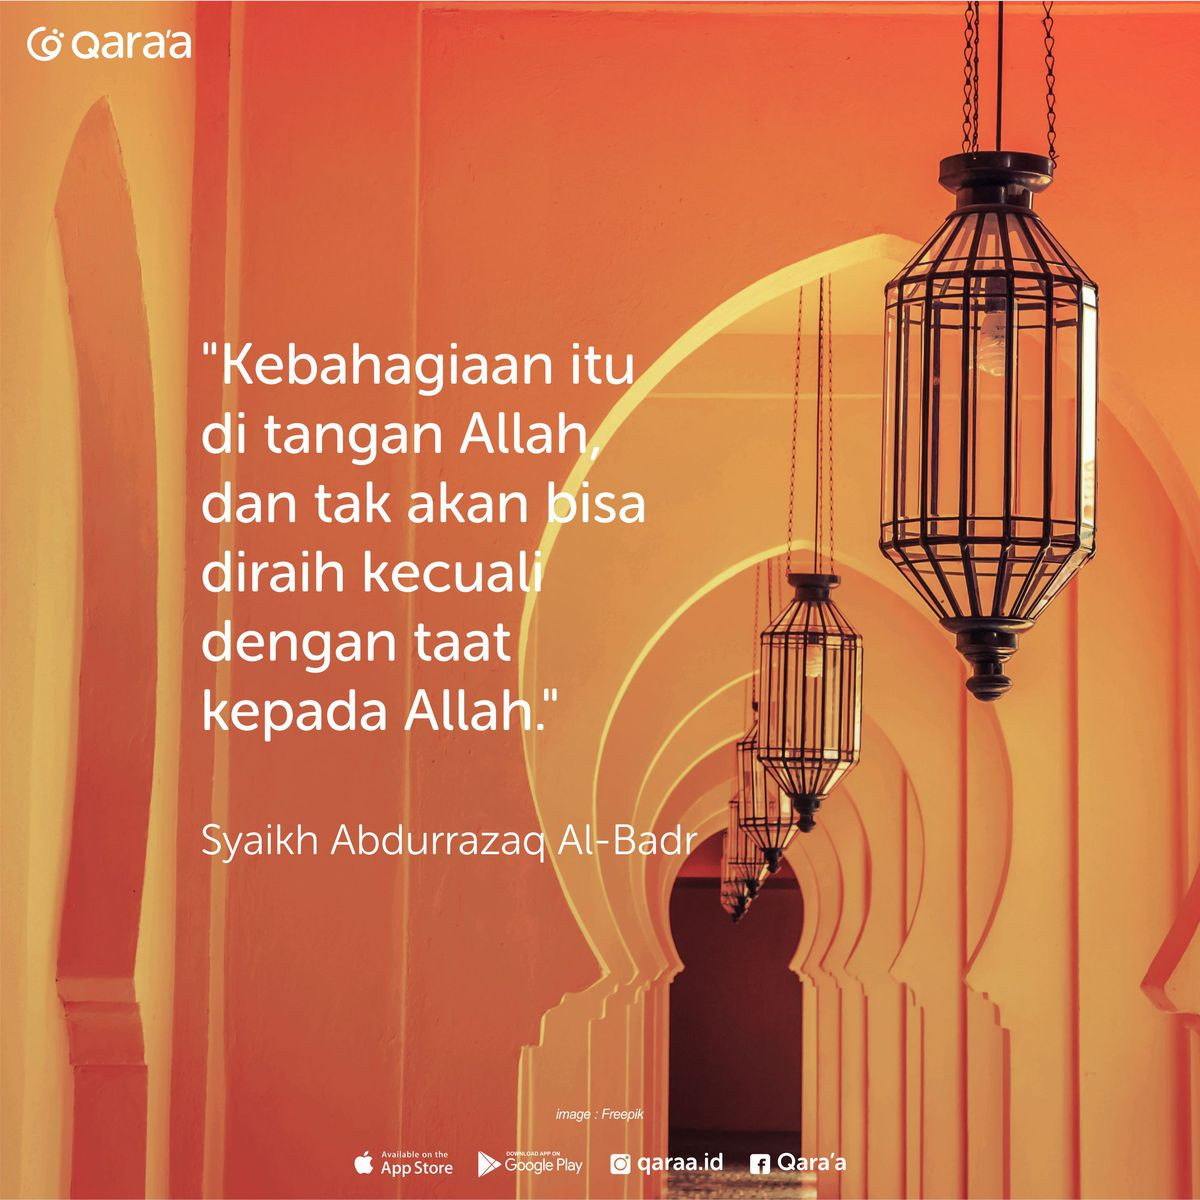 Qara'a
"Kebahagiaan itu
di tangan Allah,
dan tak akan bisa
diraih kecuali
dengan taat
kepada Allah."
Syaikh Abdurrazaq Al-Badr
image : Freepik
Available on the
App Store
DOWNLOAD APP ON
Google Play
qaraa.id
Qara'a